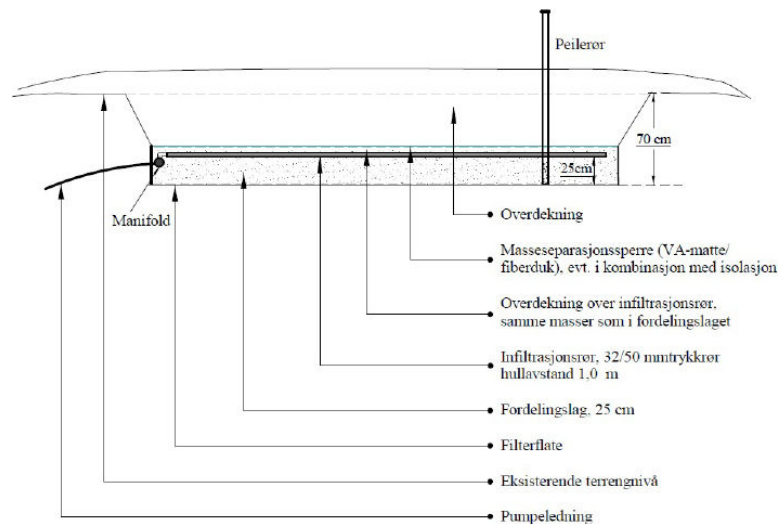 Peilerør
70 cm
25cm
Manifold
Overdekning
Masseseparasjonssperre (VA-matte/
fiberduk), evt. i kombinasjon med isolasjon
Overdekning over infiltrasjonsrør,
samme masser som i fordelingslaget
Infiltrasjonsrør, 32/50 mmtrykkrør
hullavstand 1,0 m
Fordelingslag, 25 cm
Filterflate
Eksisterende terrengnivå
Pumpeledning